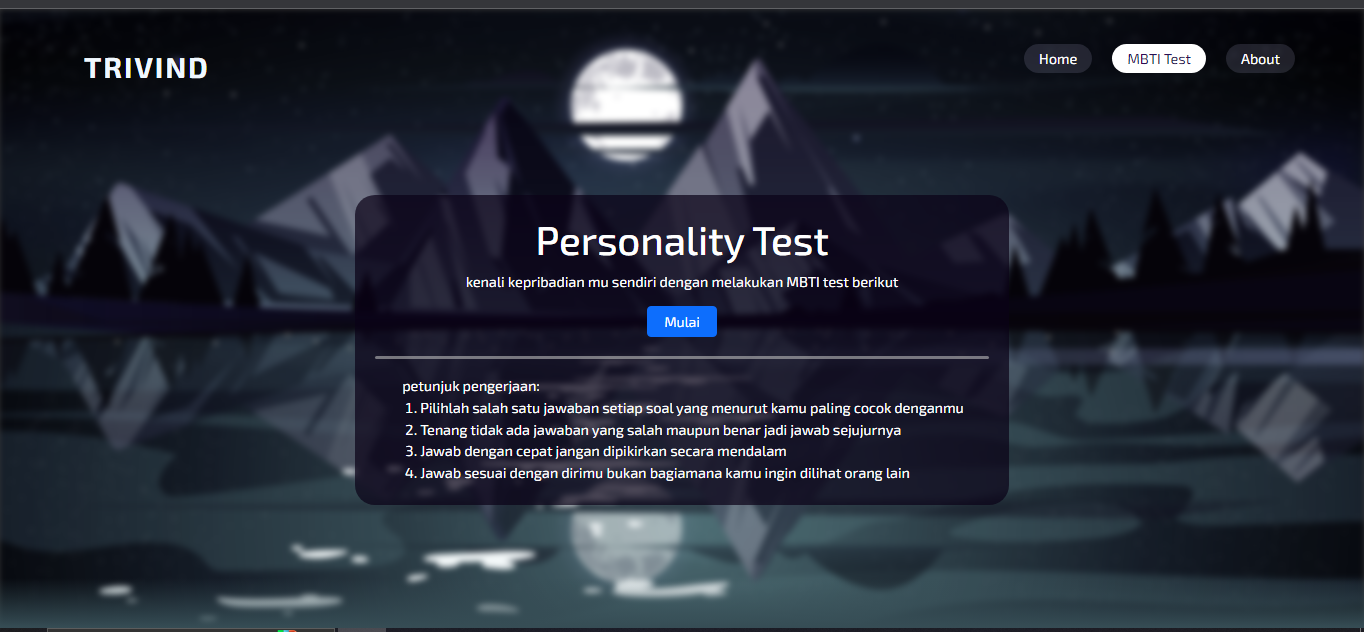 TRIVIND
Home
MBTI Test
About
Personality Test
kenali kepribadian mu sendiri dengan melakukan MBTI test berikut
Mulai
petunjuk pengerjaan:
1. Pilihlah salah satu jawaban setiap soal yang menurut kamu paling cocok denganmu
2. Tenang tidak ada jawaban yang salah maupun benar jadi jawab sejujurnya
3. Jawab dengan cepat jangan dipikirkan secara mendalam
4. Jawab sesuai dengan dirimu bukan bagiamana kamu ingin dilihat orang lain